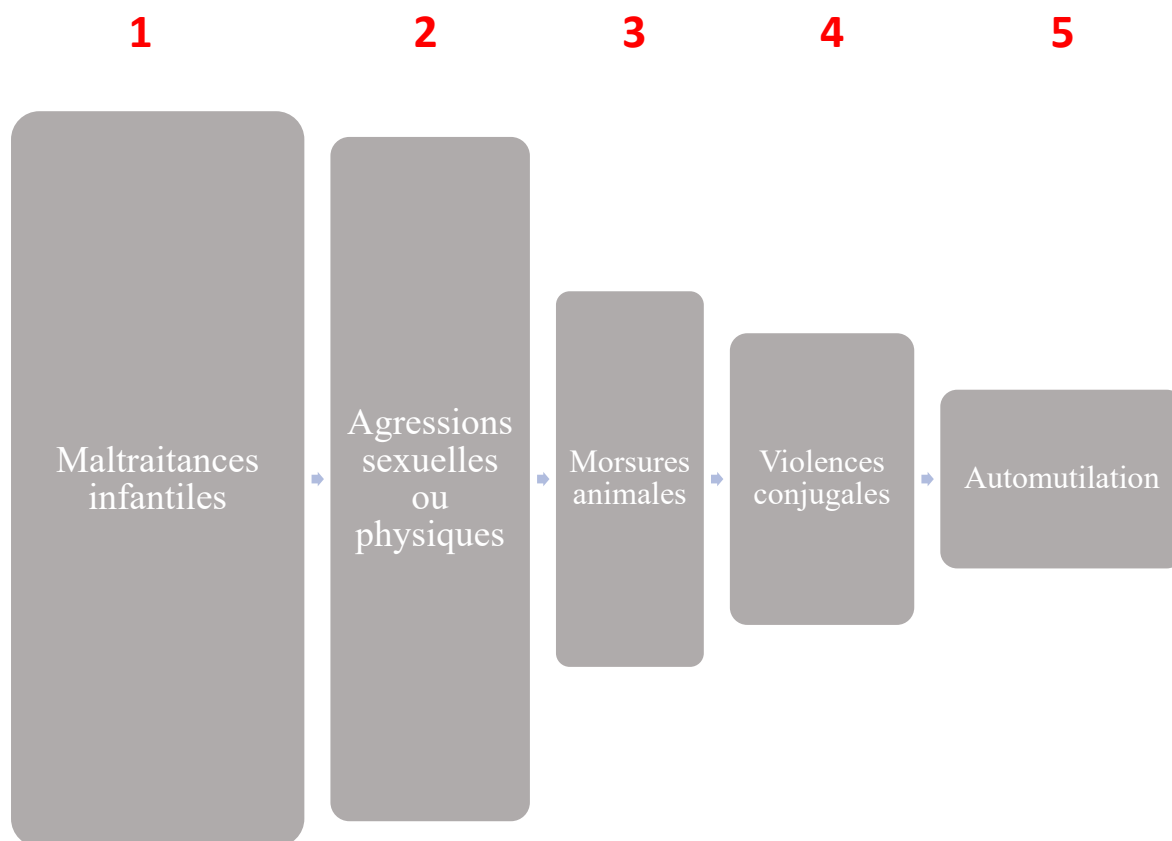 1
2
3
4
5
Maltraitances
infantiles
Agressions
sexuelles
ou
physiques
Morsures
animales
Violences
conjugales
Automutilation